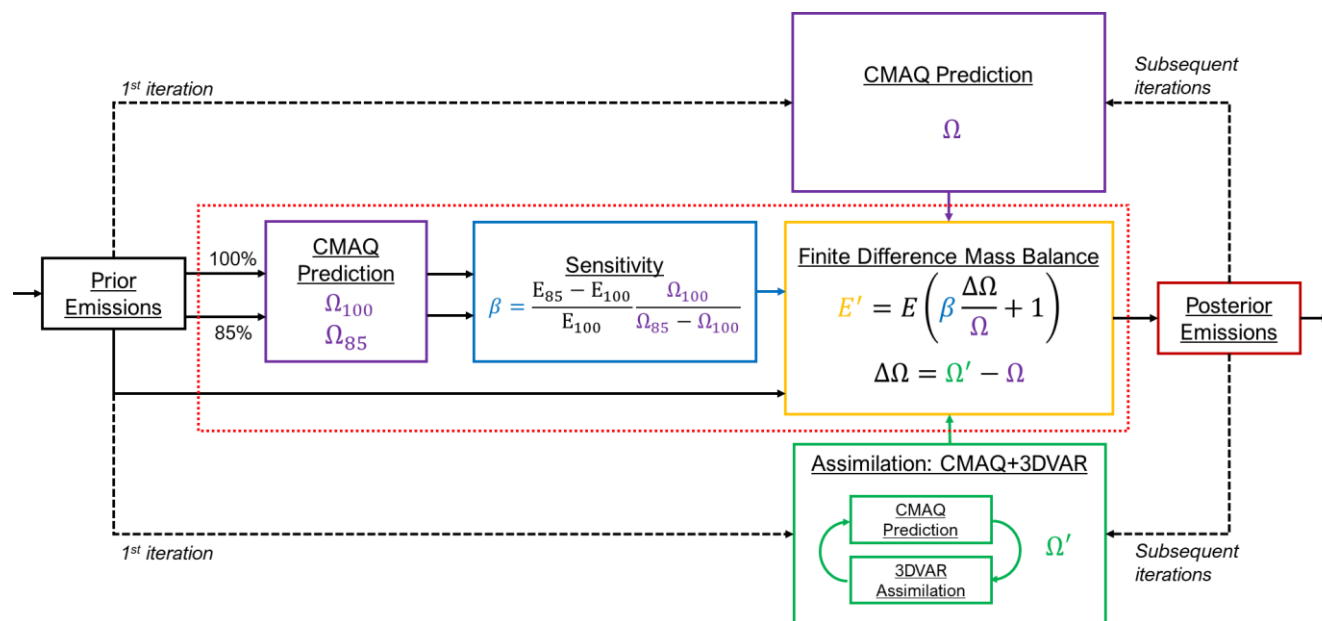 CMAQ Prediction
Ω
1st iteration
Subsequent
iterations
Prior
Emissions
100%
85%
CMAQ
Prediction
Ω₁₀₀
Ω₈₅
Sensitivity
β = (E₈₅ − E₁₀₀)/E₁₀₀ Ω₁₀₀/(Ω₈₅ − Ω₁₀₀)
Finite Difference Mass Balance
E′ = E(β ΔΩ/Ω + 1)
ΔΩ = Ω′ − Ω
Posterior
Emissions
Assimilation: CMAQ+3DVAR
CMAQ
Prediction
Ω′
3DVAR
Assimilation
1st iteration
Subsequent
iterations